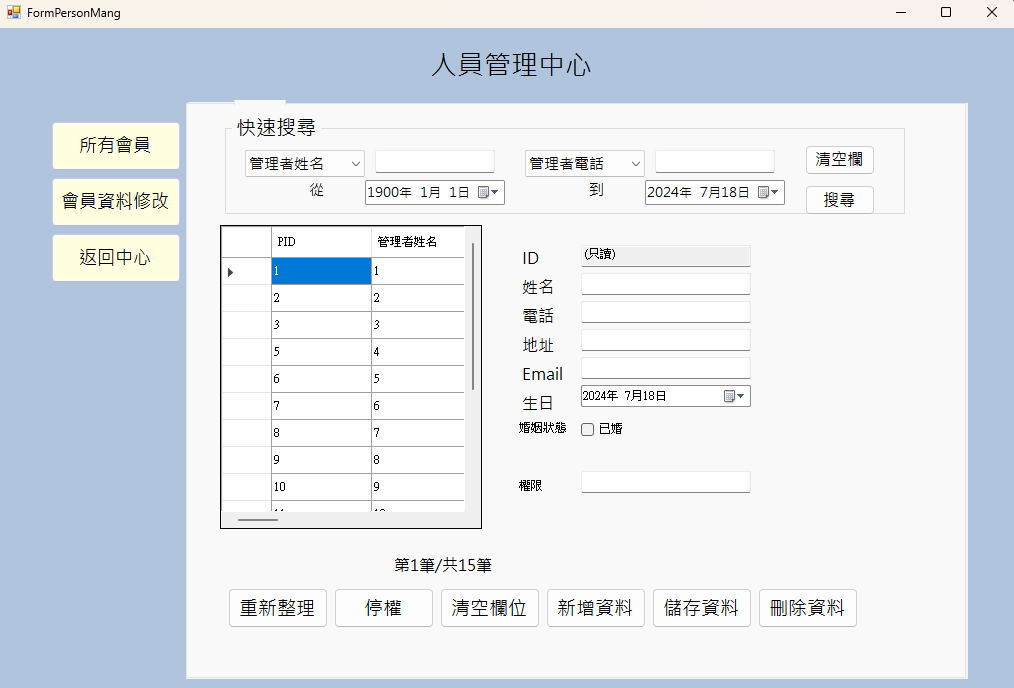 FormPersonMang
人員管理中心
所有會員
會員資料修改
返回中心
快速搜尋
管理者姓名 管理者電話 清空欄
從 1900年 1月 1日 到 2024年 7月18日 搜尋
PID 管理者姓名
1 1
2 2
3 3
5 4
6 5
7 6
8 7
9 8
10 9
ID (只讀)
姓名
電話
地址
Email
生日 2024年 7月18日
婚姻狀態 已婚
權限
第1筆/共15筆
重新整理 停權 清空欄位 新增資料 儲存資料 刪除資料